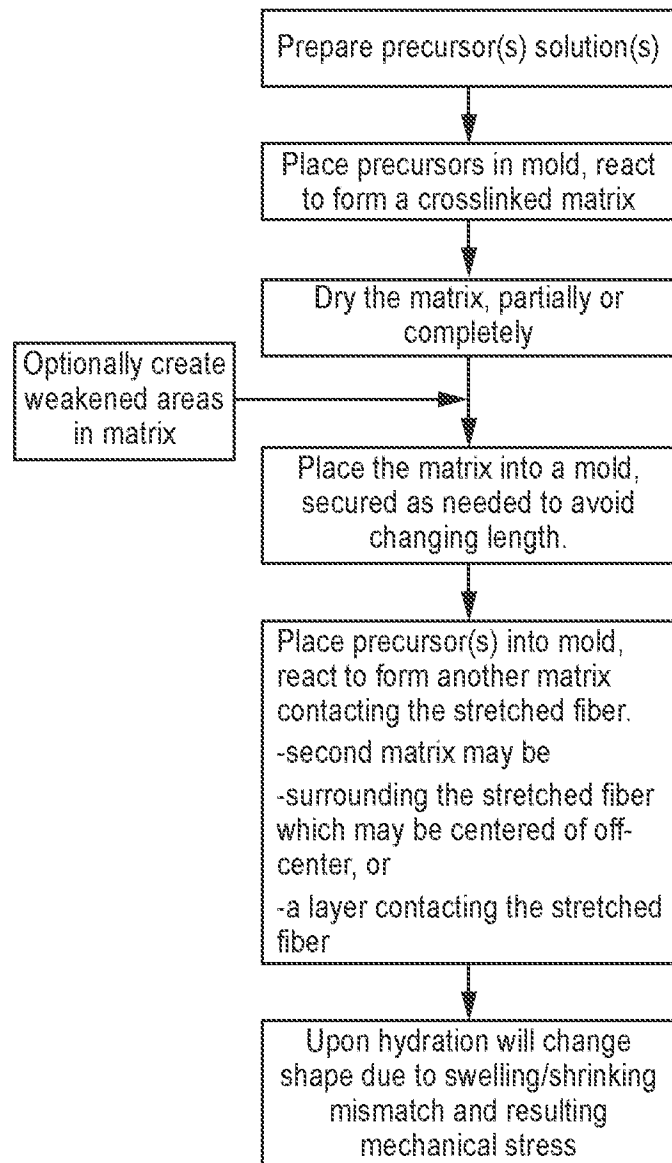 Prepare precursor(s) solution(s)
Place precursors in mold, react
to form a crosslinked matrix
Dry the matrix, partially or
completely
Optionally create
weakened areas
in matrix
Place the matrix into a mold,
secured as needed to avoid
changing length.
Place precursor(s) into mold,
react to form another matrix
contacting the stretched fiber.
-second matrix may be
-surrounding the stretched fiber
which may be centered of off-
center, or
-a layer contacting the stretched
fiber
Upon hydration will change
shape due to swelling/shrinking
mismatch and resulting
mechanical stress